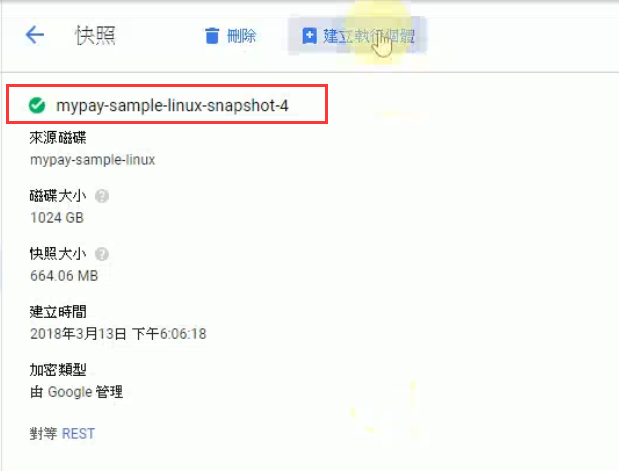 快照 刪除 建立執行個體
mypay-sample-linux-snapshot-4
來源磁碟
mypay-sample-linux
磁碟大小
1024 GB
快照大小
664.06 MB
建立時間
2018年3月13日 下午6:06:18
加密類型
由 Google 管理
對等 REST